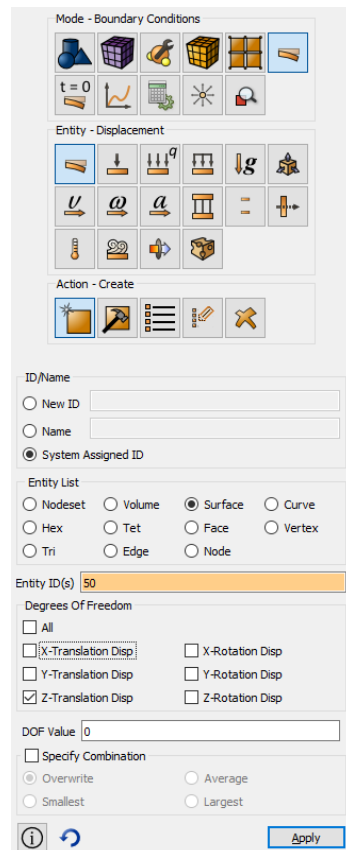 Mode - Boundary Conditions
t = 0
Entity - Displacement
q
g
v ω a
Action - Create
ID/Name
New ID
Name
System Assigned ID
Entity List
Nodeset Volume Surface Curve
Hex Tet Face Vertex
Tri Edge Node
Entity ID(s) 50
Degrees Of Freedom
All
X-Translation Disp X-Rotation Disp
Y-Translation Disp Y-Rotation Disp
Z-Translation Disp Z-Rotation Disp
DOF Value 0
Specify Combination
Overwrite Average
Smallest Largest
i Apply